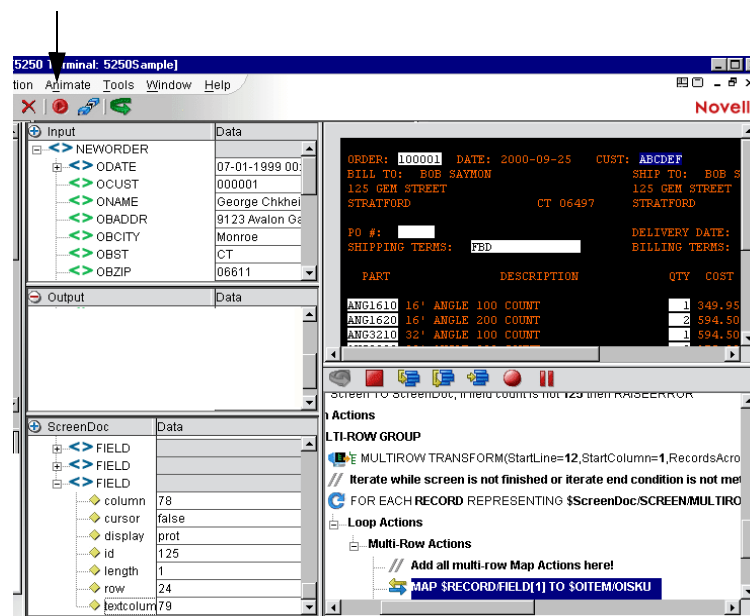 5250 Terminal: 5250Sample]
tion Animate Tools Window Help
Novell
Input Data
NEWORDER
ODATE 07-01-1999 00:
OCUST 000001
ONAME George Chkhei
OBADDR 9123 Avalon Ga
OBCITY Monroe
OBST CT
OBZIP 06611
Output Data
ScreenDoc Data
FIELD
FIELD
FIELD
column 78
cursor false
display prot
id 125
length 1
row 24
textcolum 79
ORDER: 100001 DATE: 2000-09-25 CUST: ABCDEF
BILL TO: BOB SAYMON SHIP TO: BOB S
125 GEM STREET 125 GEM STREET
STRATFORD CT 06497 STRATFORD
PO #: DELIVERY DATE:
SHIPPING TERMS: FBD BILLING TERMS:
PART DESCRIPTION QTY COST
ANG1610 16' ANGLE 100 COUNT 1 349.95
ANG1620 16' ANGLE 200 COUNT 2 594.50
ANG3210 32' ANGLE 100 COUNT 1 594.50
Screen To ScreenDoc, if field count is not 125 then RAISEERROR
n Actions
LTI-ROW GROUP
MULTIROW TRANSFORM(StartLine=12,StartColumn=1,RecordsAcro
// Iterate while screen is not finished or iterate end condition is not met
FOR EACH RECORD REPRESENTING $ScreenDoc/SCREEN/MULTIRO
Loop Actions
Multi-Row Actions
// Add all multi-row Map Actions here!
MAP $RECORD/FIELD[1] TO $OITEM/OISKU